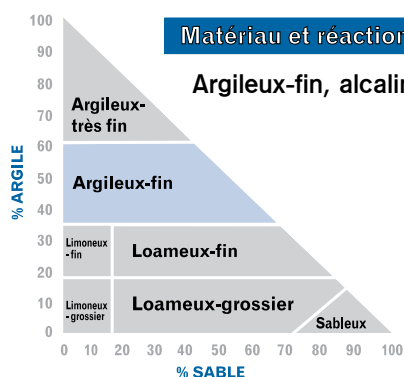 Matériau et réaction
Argileux-fin, alcalin
% ARGILE
100
90
80
70
60
50
40
30
20
10
0
Argileux-
très fin
Argileux-fin
Limoneux
-fin
Loameux-fin
Limoneux
-grossier
Loameux-grossier
Sableux
0 10 20 30 40 50 60 70 80 90 100
% SABLE